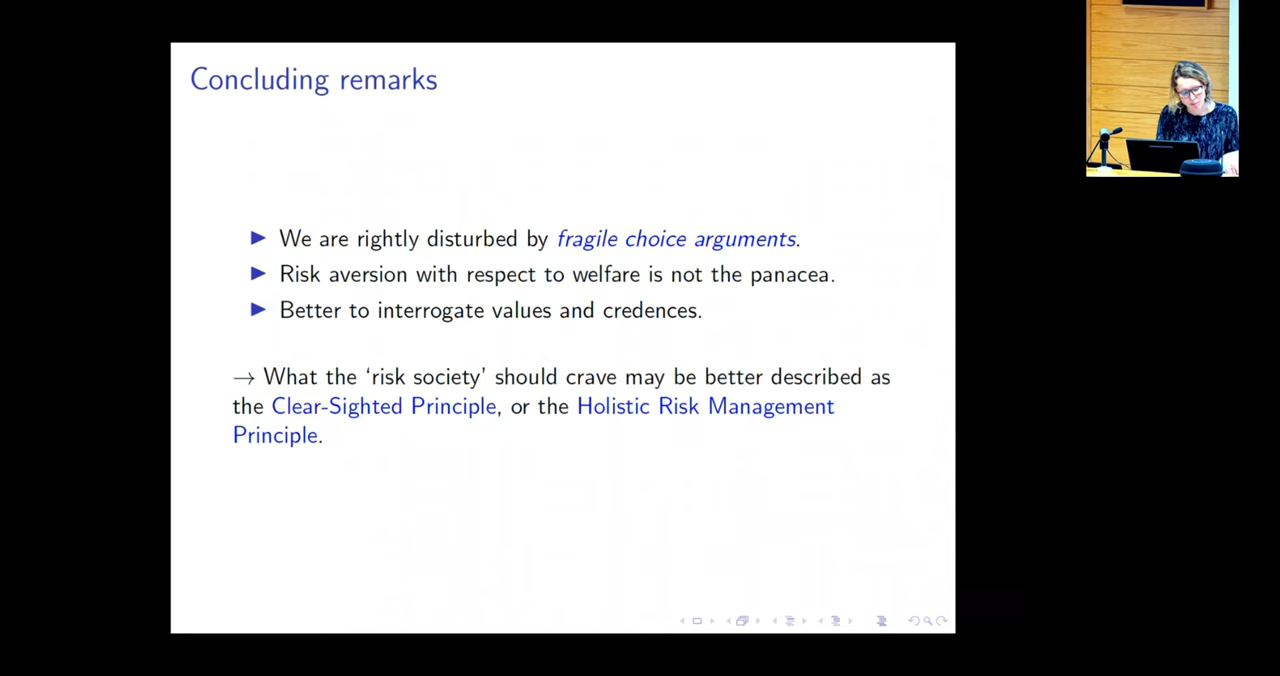 Concluding remarks
We are rightly disturbed by fragile choice arguments.
Risk aversion with respect to welfare is not the panacea.
Better to interrogate values and credences.
→ What the ‘risk society’ should crave may be better described as
the Clear-Sighted Principle, or the Holistic Risk Management
Principle.